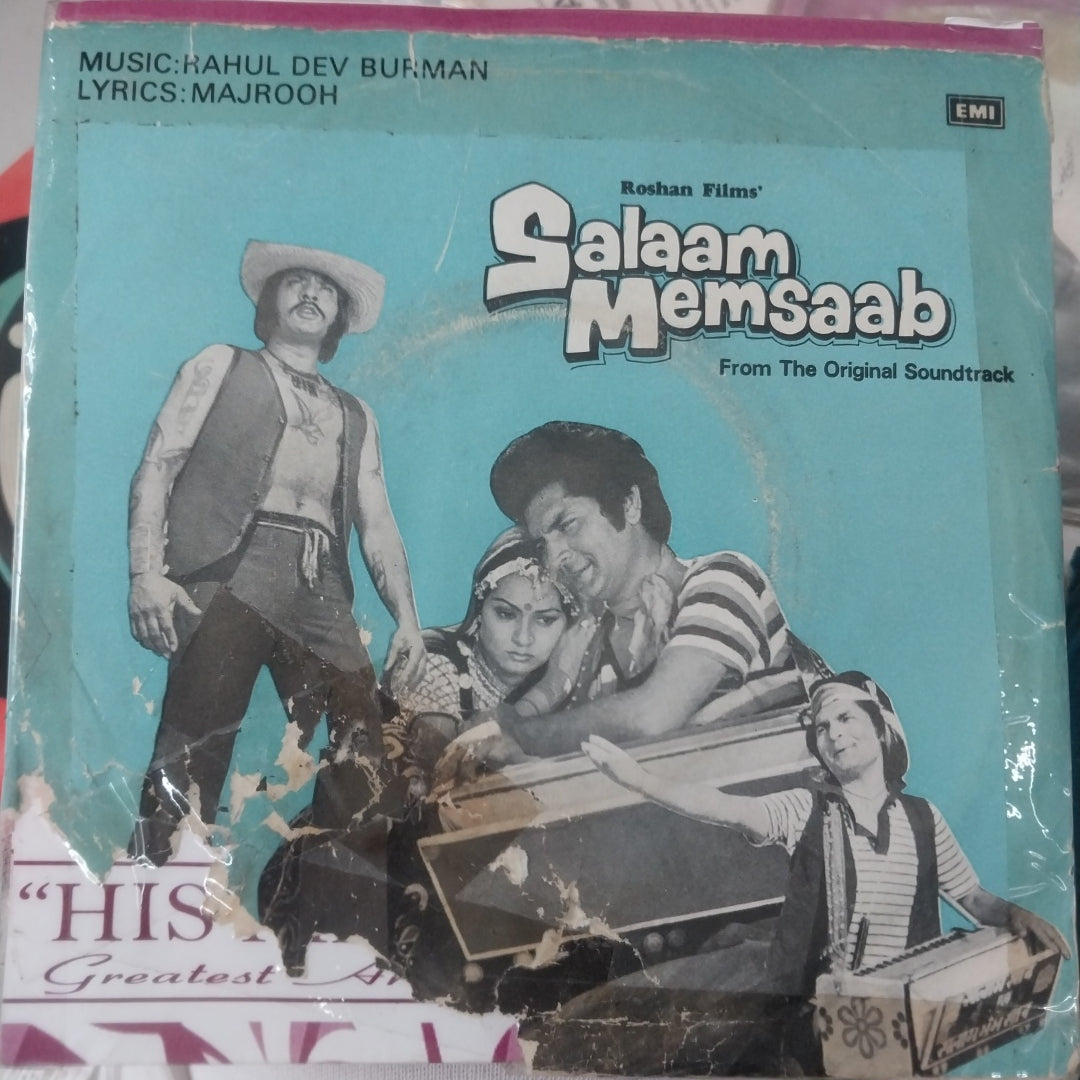 MUSIC:RAHUL DEV BURMAN
LYRICS:MAJROOH
EMI
Roshan Films'
Salaam
Memsaab
From The Original Soundtrack
"HIS
Greatest